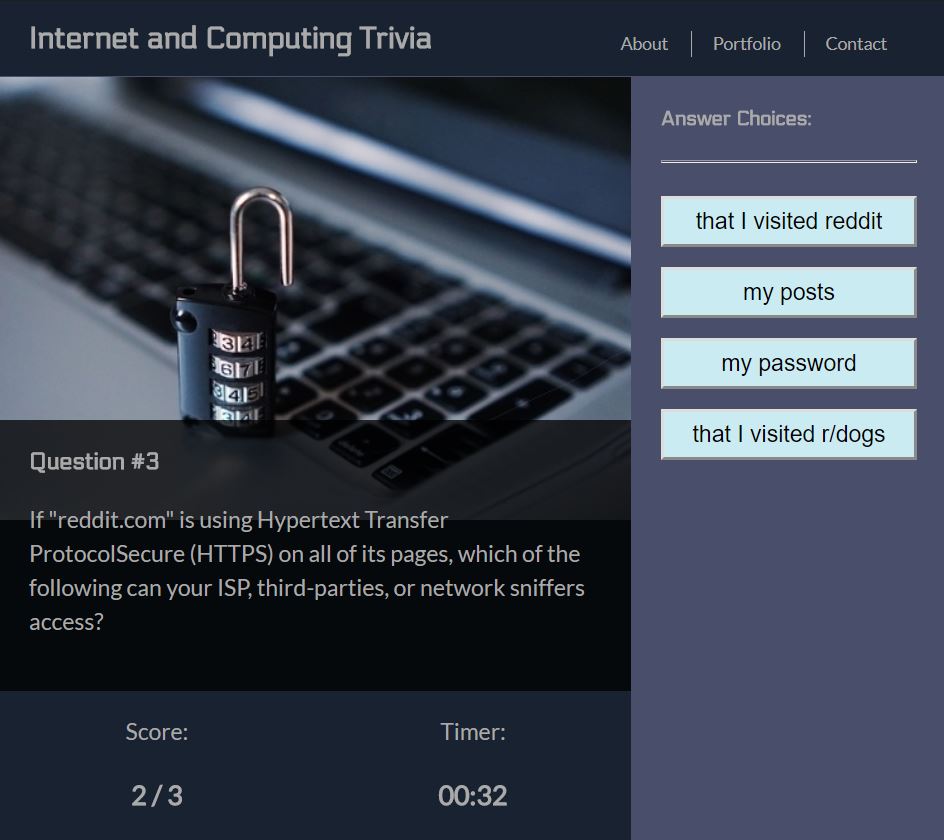 Internet and Computing Trivia
About
Portfolio
Contact
Question #3
If "reddit.com" is using Hypertext Transfer
ProtocolSecure (HTTPS) on all of its pages, which of the
following can your ISP, third-parties, or network sniffers
access?
Score:
2 / 3
Timer:
00:32
Answer Choices:
that I visited reddit
my posts
my password
that I visited r/dogs